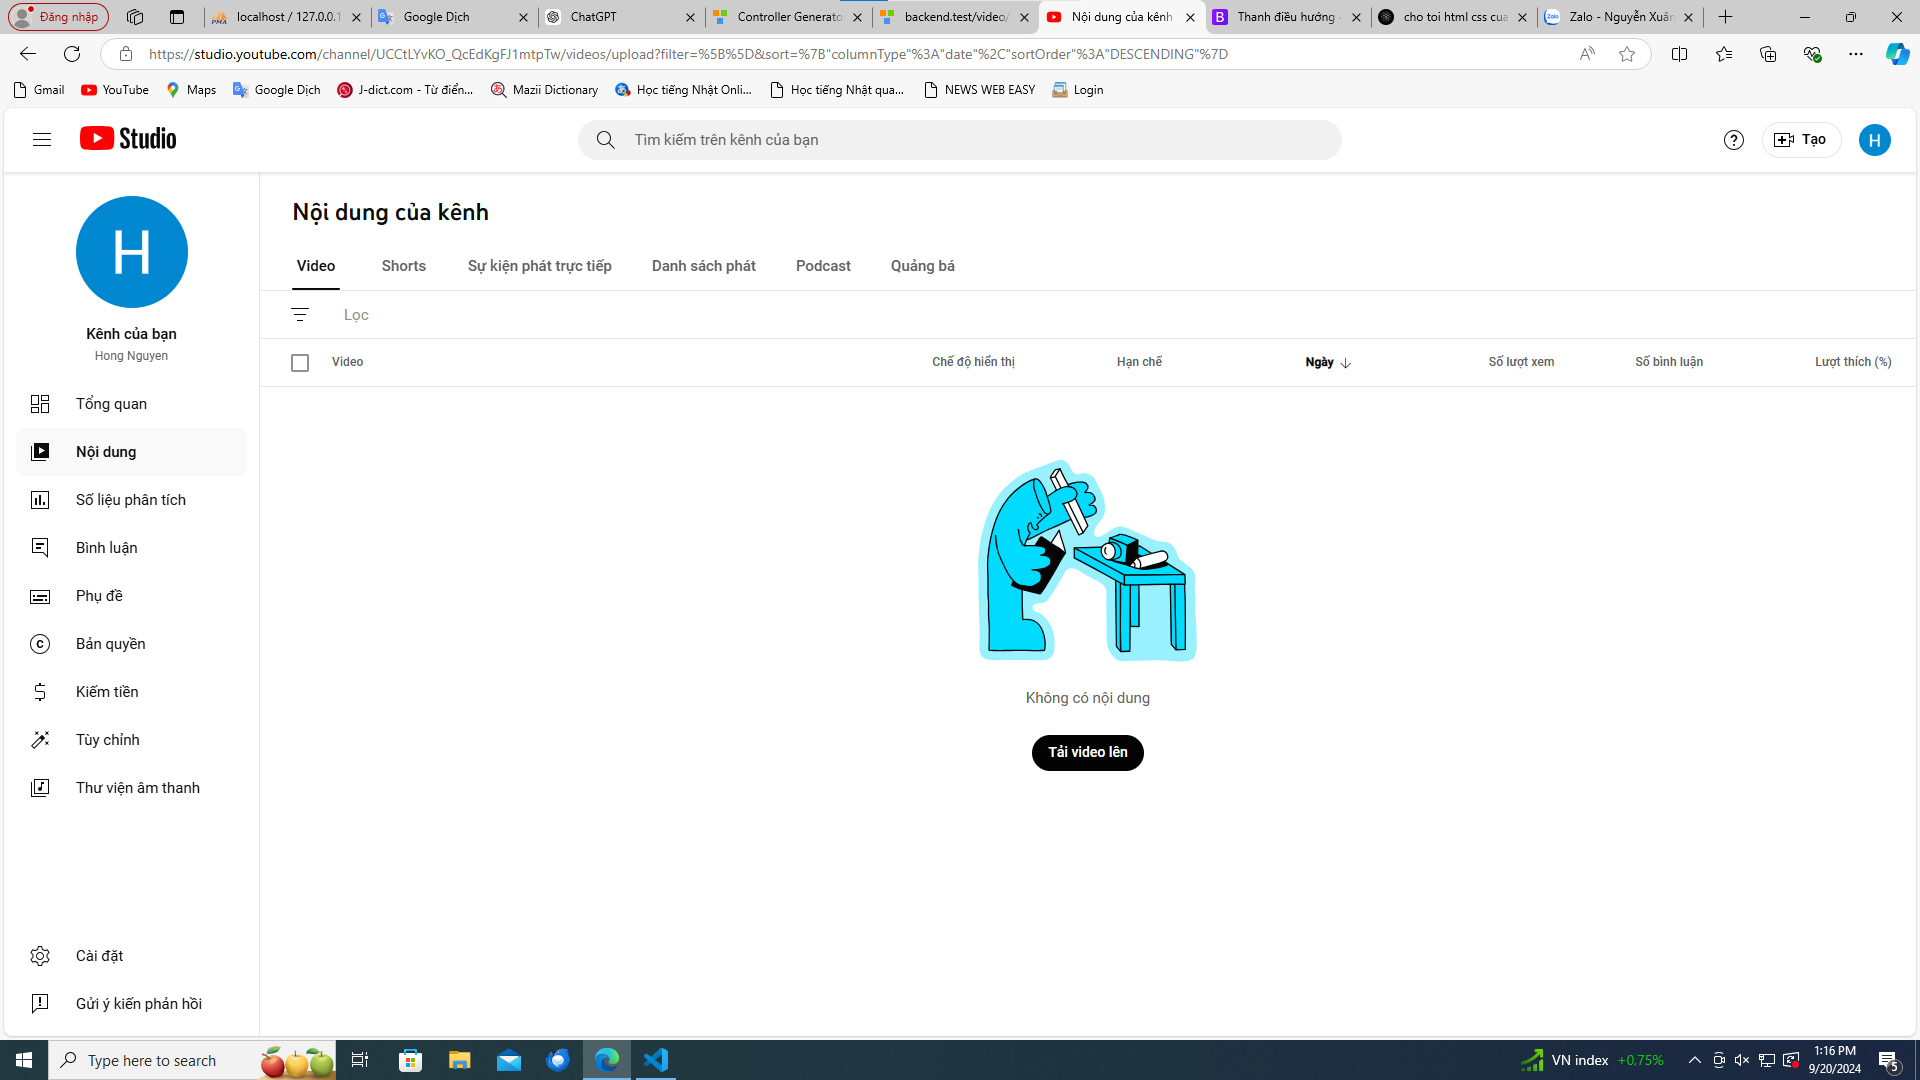 Đăng nhập
localhost / 127.0.0.1
Google Dịch
ChatGPT
Controller Generato
backend.test/video/
Nội dung của kênh
Thanh điều hướng
cho toi html css cua
Zalo - Nguyễn Xuân
https://studio.youtube.com/channel/UCCtLYvKO_QcEdKgFJ1mtpTw/videos/upload?filter=%5B%5D&sort=%7B"columnType"%3A"date"%2C"sortOrder"%3A"DESCENDING"%7D
Gmail
YouTube
Maps
Google Dịch
J-dict.com - Từ điển...
Mazii Dictionary
Học tiếng Nhật Onli...
Học tiếng Nhật qua...
NEWS WEB EASY
Login
Studio
Tìm kiếm trên kênh của bạn
Tạo
H
H
Kênh của bạn
Hong Nguyen
Tổng quan
Nội dung
Số liệu phân tích
Bình luận
Phụ đề
Bản quyền
Kiếm tiền
Tùy chỉnh
Thư viện âm thanh
Cài đặt
Gửi ý kiến phản hồi
Nội dung của kênh
Video
Shorts
Sự kiện phát trực tiếp
Danh sách phát
Podcast
Quảng bá
Lọc
Video
Chế độ hiển thị
Hạn chế
Ngày
Số lượt xem
Số bình luận
Lượt thích (%)
Không có nội dung
Tải video lên
Type here to search
VN index +0,75%
1:16 PM
9/20/2024
5